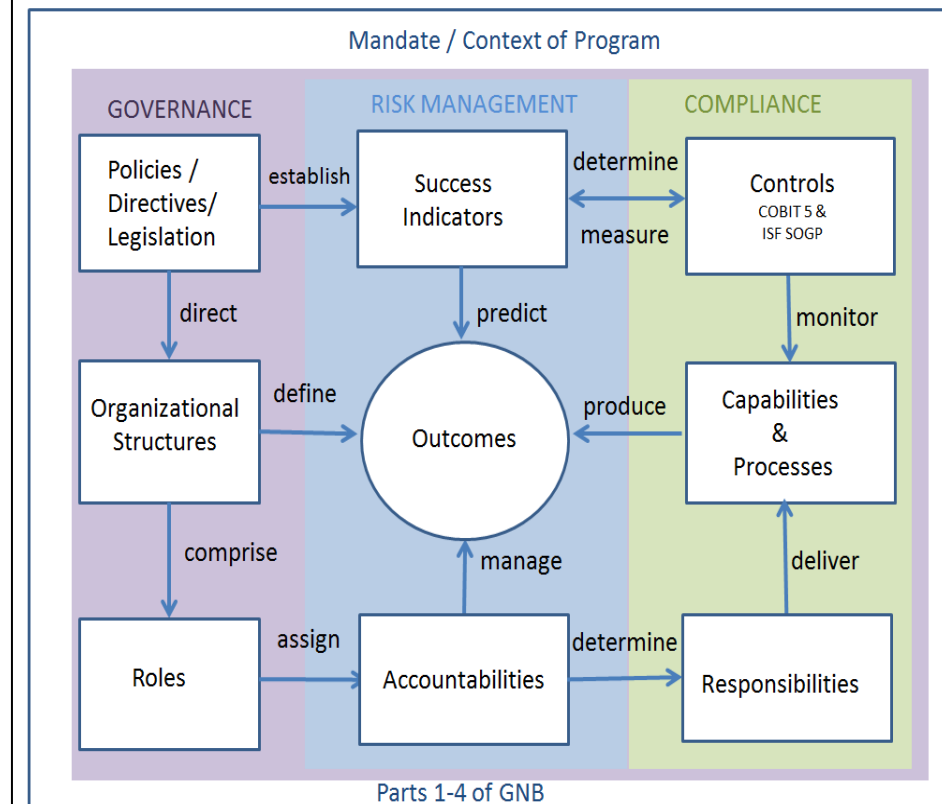 Mandate / Context of Program
GOVERNANCE
RISK MANAGEMENT
COMPLIANCE
Policies /
Directives/
Legislation
establish
Success
Indicators
determine
measure
Controls
COBIT 5 &
ISF SOGP
direct
predict
monitor
Organizational
Structures
define
Outcomes
produce
Capabilities
&
Processes
comprise
manage
deliver
Roles
assign
Accountabilities
determine
Responsibilities
Parts 1-4 of GNB